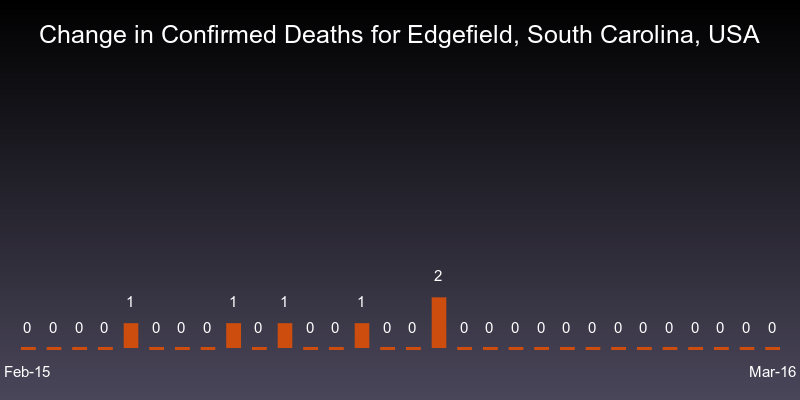 Change in Confirmed Deaths for Edgefield, South Carolina, USA
2
1 1 1 1
0 0 0 0 0 0 0 0 0 0 0 0 0 0 0 0 0 0 0 0 0 0 0 0 0
Feb-15 Mar-16